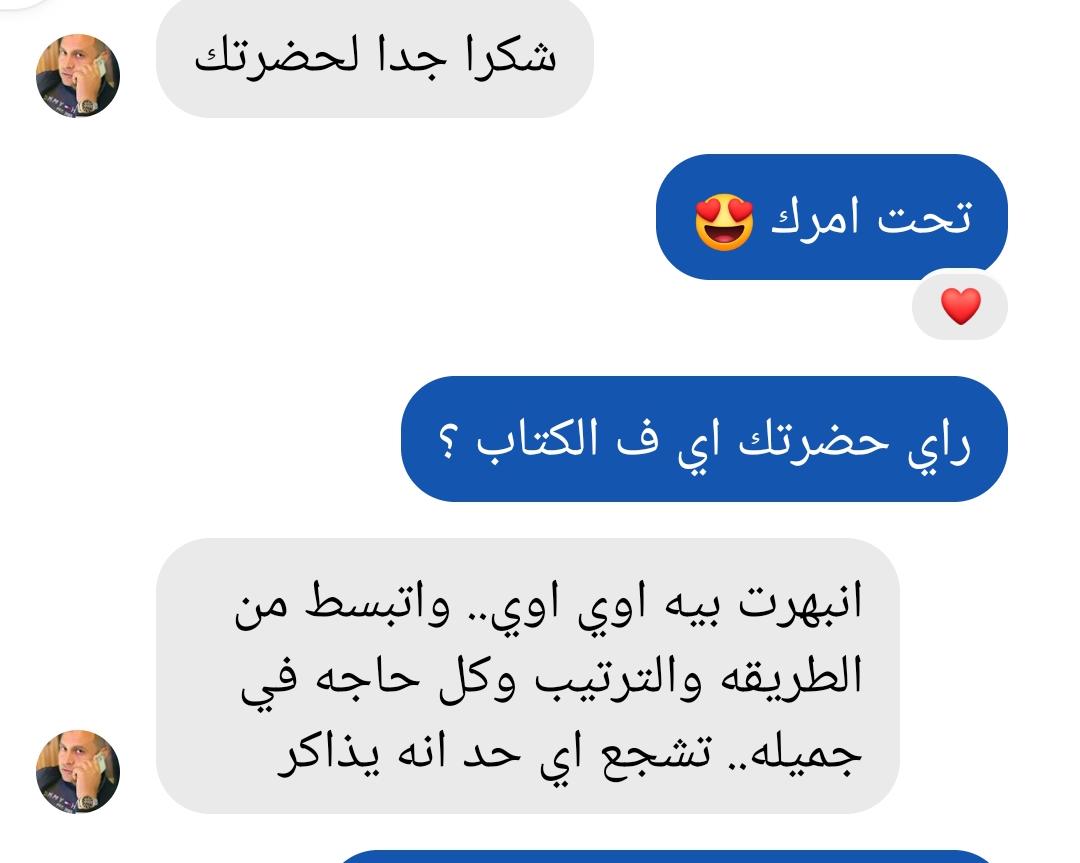 شكرا جدا لحضرتك
تحت امرك 😍
❤️
راي حضرتك اي ف الكتاب ؟
انبهرت بيه اوي اوي.. واتبسط من
الطريقه والترتيب وكل حاجه في
جميله.. تشجع اي حد انه يذاكر